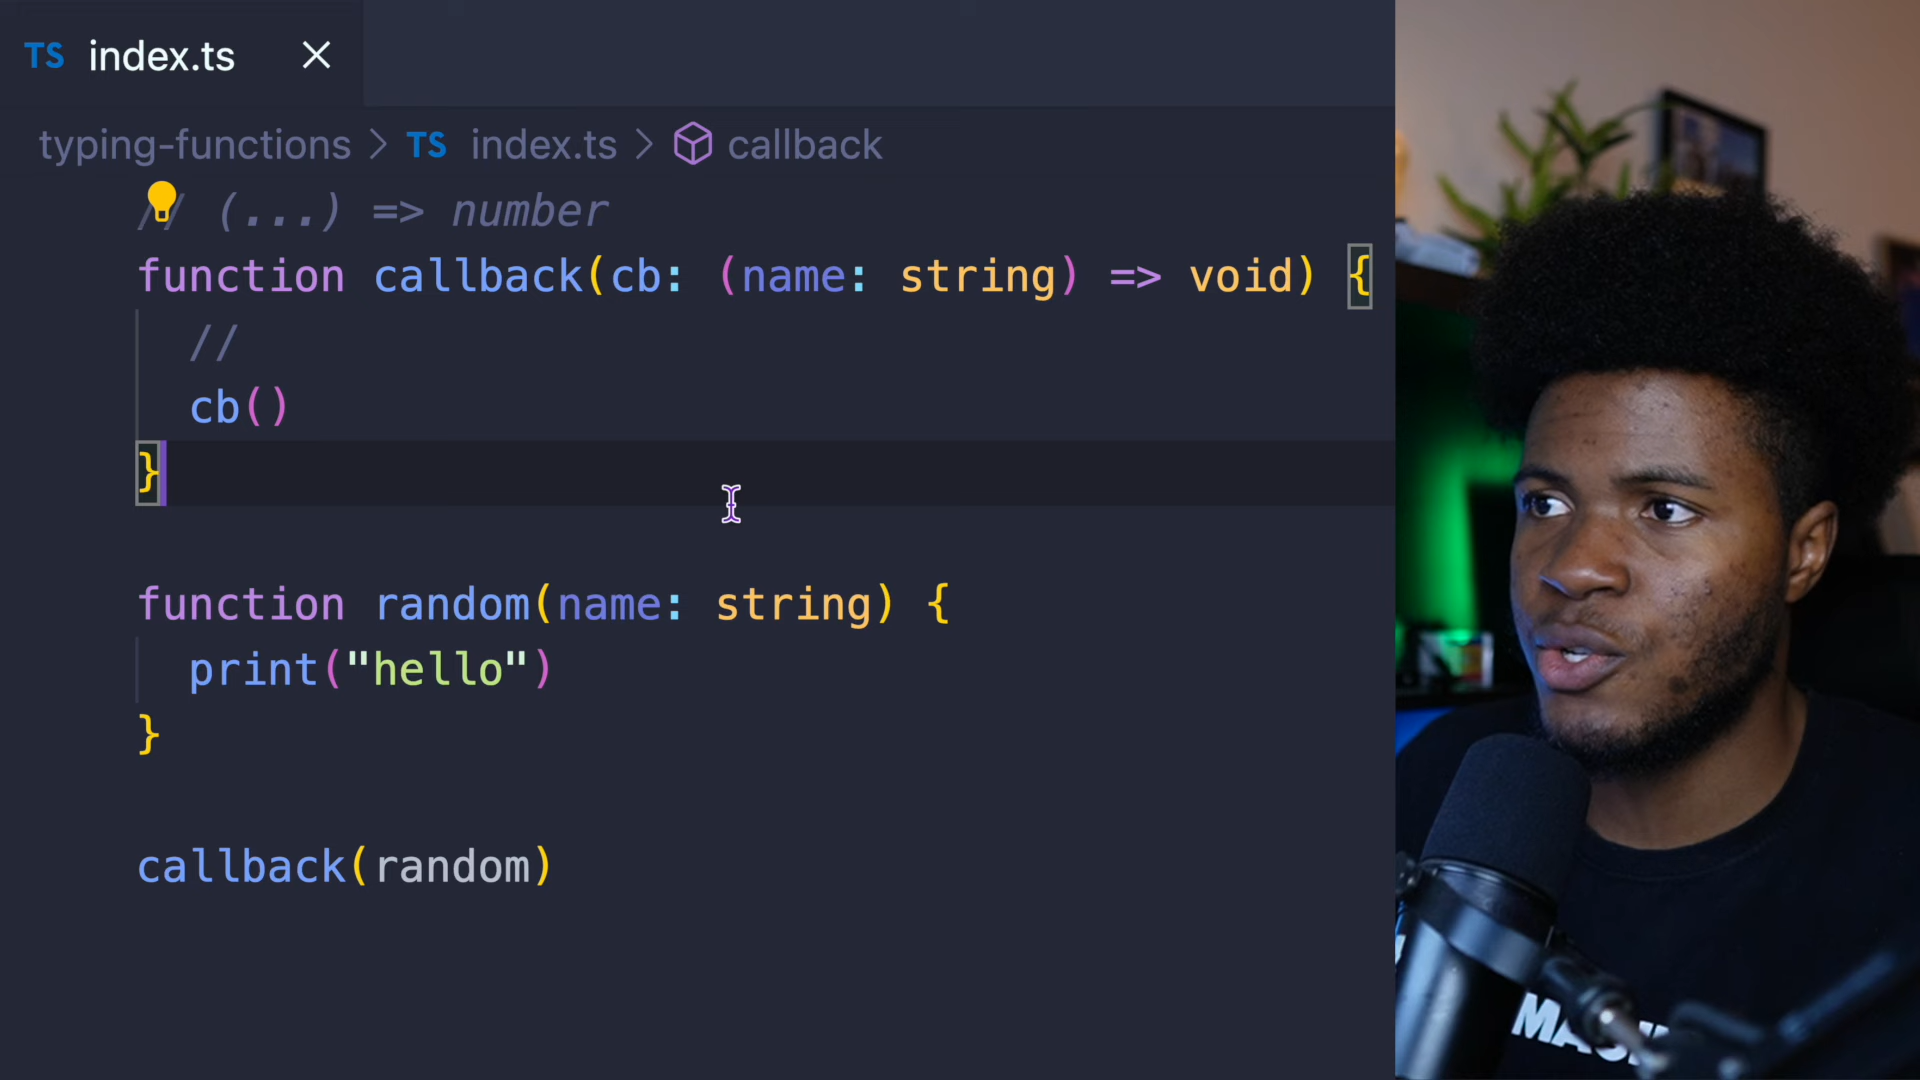 TS index.ts
typing-functions > TS index.ts > callback
// (...) => number
function callback(cb: (name: string) => void) {
//
cb()
}
function random(name: string) {
print("hello")
}
callback(random)